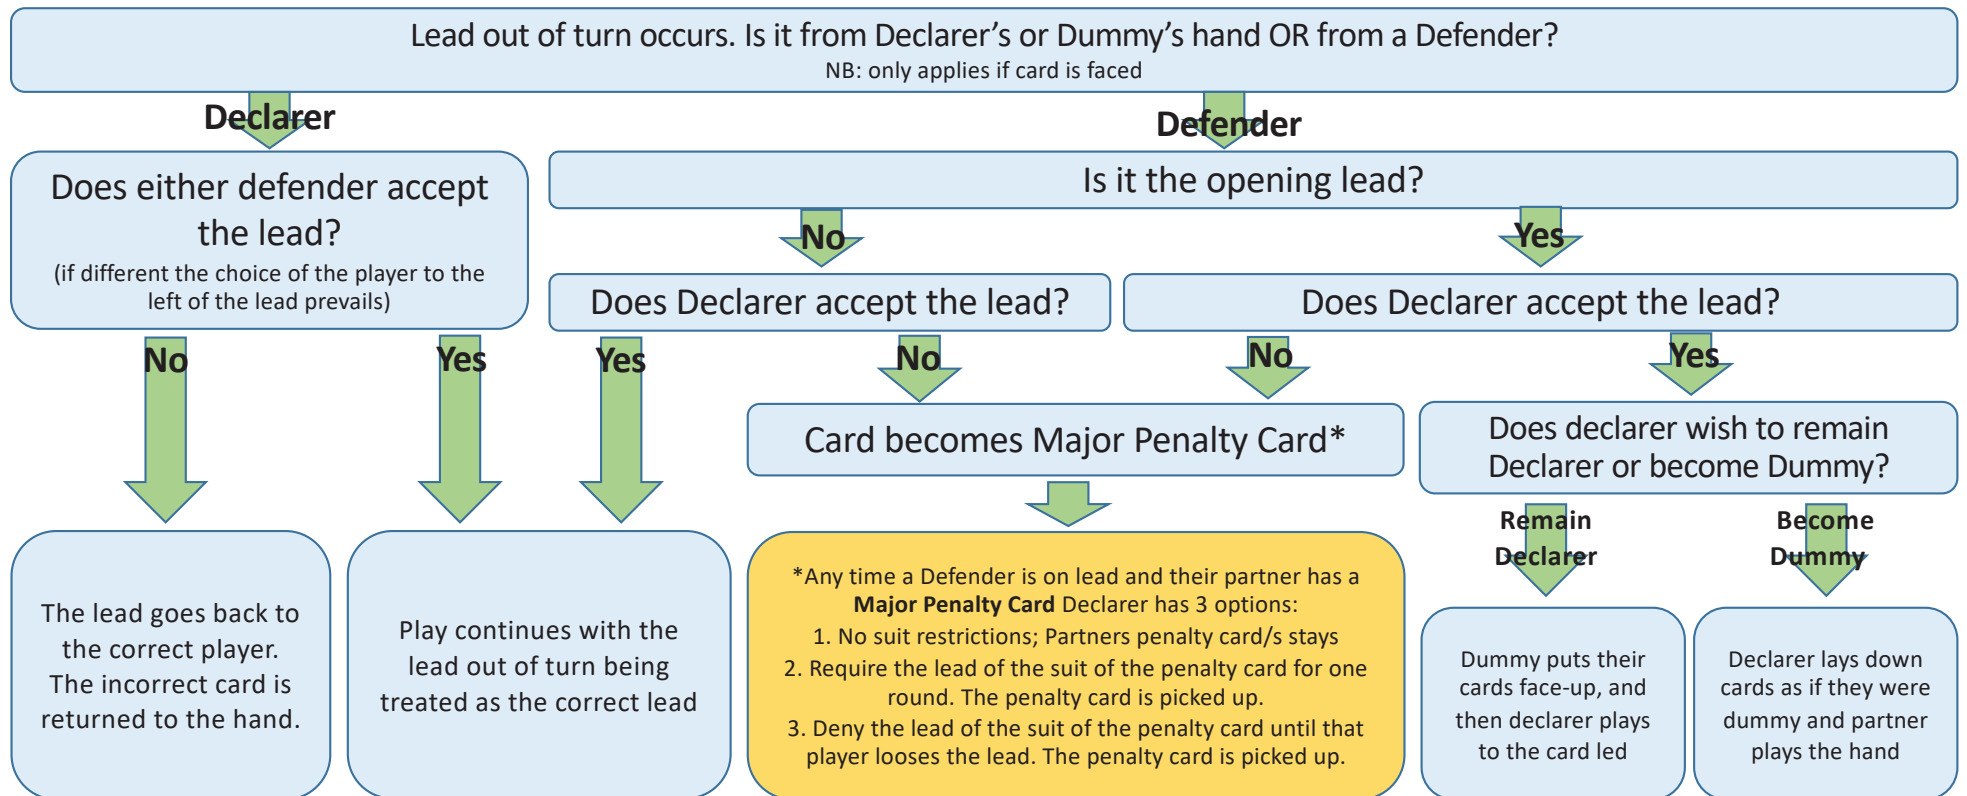 Lead out of turn occurs. Is it from Declarer's or Dummy's hand OR from a Defender?
NB: only applies if card is faced
Declarer
Defender
Does either defender accept
the lead?
(if different the choice of the player to the
left of the lead prevails)
Is it the opening lead?
No
Yes
Does Declarer accept the lead?
Does Declarer accept the lead?
No
Yes
Yes
No
No
Yes
Card becomes Major Penalty Card*
Does declarer wish to remain
Declarer or become Dummy?
Remain
Declarer
Become
Dummy
The lead goes back to
the correct player.
The incorrect card is
returned to the hand.
Play continues with the
lead out of turn being
treated as the correct lead
*Any time a Defender is on lead and their partner has a
Major Penalty Card Declarer has 3 options:
1. No suit restrictions; Partners penalty card/s stays
2. Require the lead of the suit of the penalty card for one
round. The penalty card is picked up.
3. Deny the lead of the suit of the penalty card until that
player looses the lead. The penalty card is picked up.
Dummy puts their
cards face-up, and
then declarer plays
to the card led
Declarer lays down
cards as if they were
dummy and partner
plays the hand